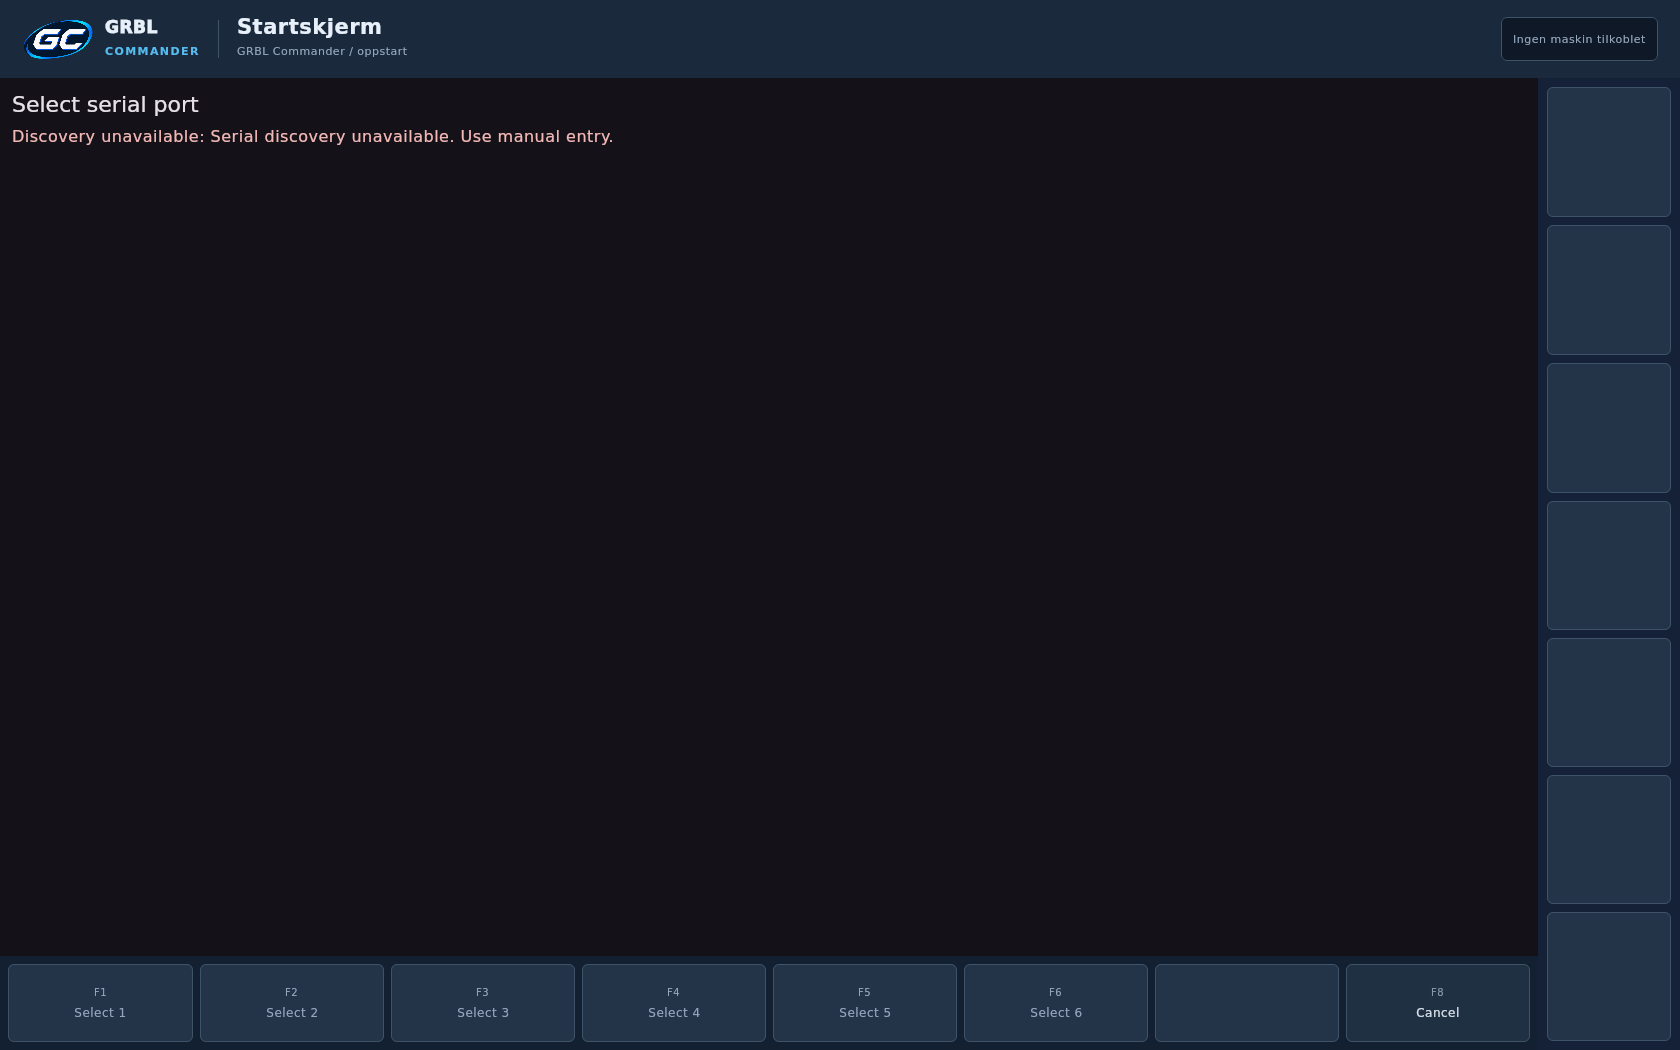 GC
GRBL
COMMANDER
Startskjerm
GRBL Commander / oppstart
Ingen maskin tilkoblet
Select serial port
Discovery unavailable: Serial discovery unavailable. Use manual entry.
F1
Select 1
F2
Select 2
F3
Select 3
F4
Select 4
F5
Select 5
F6
Select 6
F8
Cancel